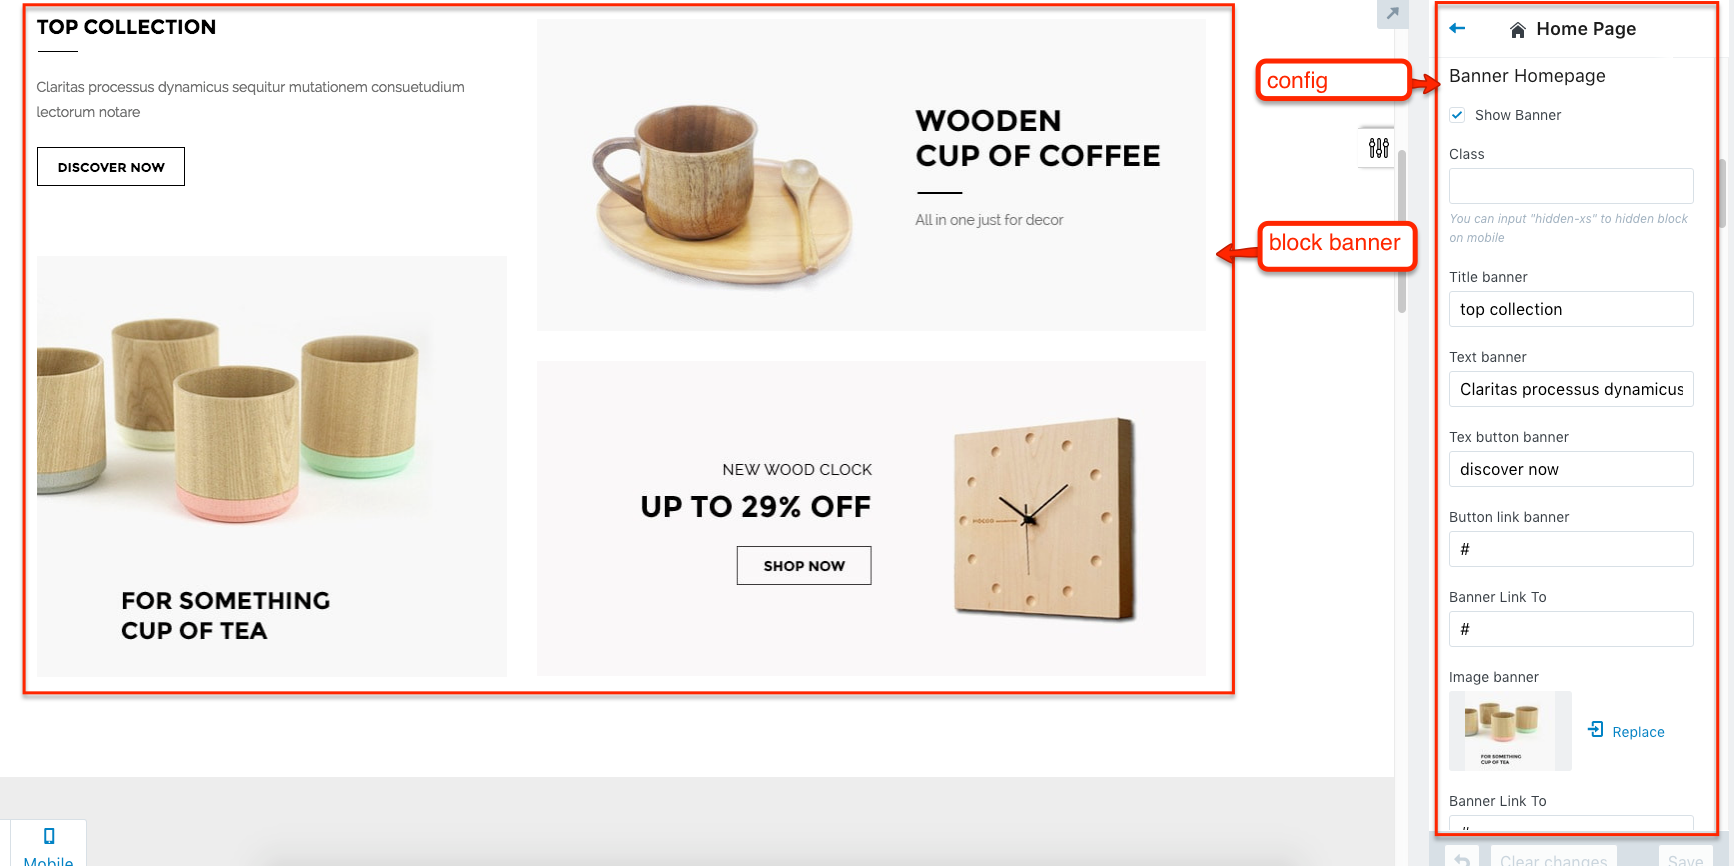 TOP COLLECTION
Claritas processus dynamicus sequitur mutationem consuetudium
lectorum notare
DISCOVER NOW
WOODEN
CUP OF COFFEE
All in one just for decor
FOR SOMETHING
CUP OF TEA
NEW WOOD CLOCK
UP TO 29% OFF
SHOP NOW
config
block banner
Home Page
Banner Homepage
Show Banner
Class
You can input "hidden-xs" to hidden block
on mobile
Title banner
top collection
Text banner
Claritas processus dynamicus
Tex button banner
discover now
Button link banner
#
Banner Link To
#
Image banner
FOR SOMETHING
CUP OF TEA
Replace
Banner Link To
Mobile
Clear changes
Save